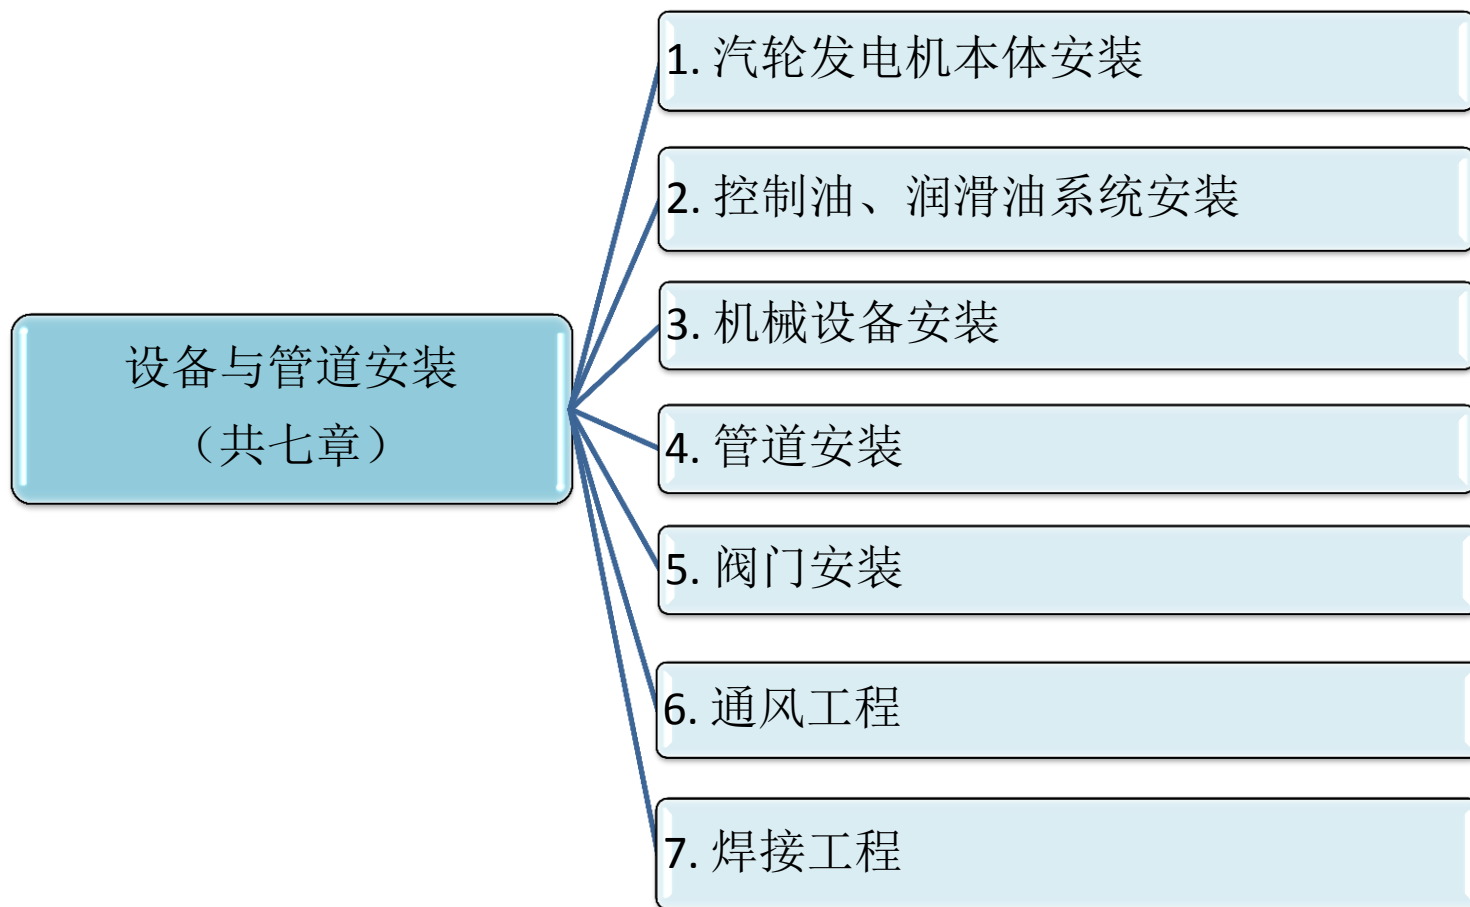 设备与管道安装
（共七章）
1. 汽轮发电机本体安装
2. 控制油、润滑油系统安装
3. 机械设备安装
4. 管道安装
5. 阀门安装
6. 通风工程
7. 焊接工程